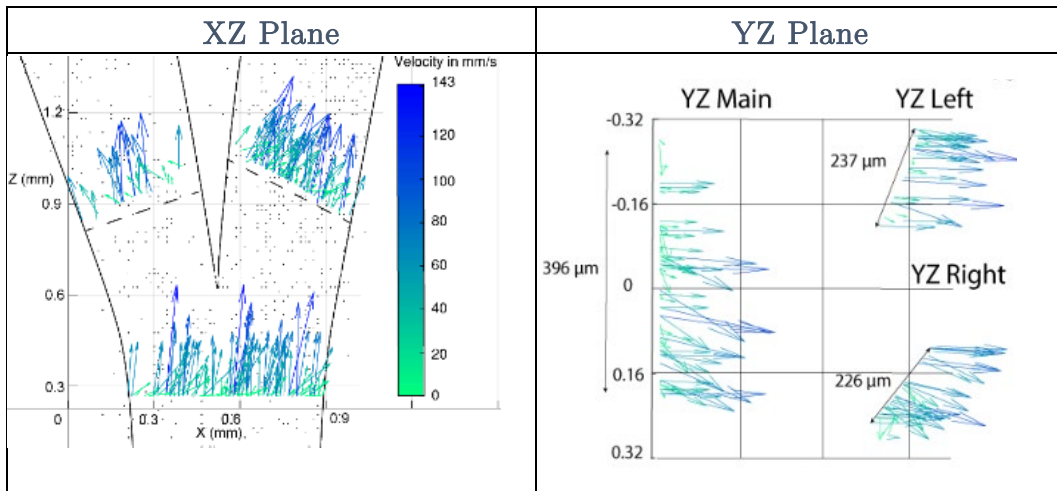 XZ Plane
YZ Plane
Velocity in mm/s
143
120
100
80
60
40
20
0
1.2
Z (mm)
0.9
0.6
0.3
0
0.3
0.6
0.9
X (mm).
YZ Main
YZ Left
-0.32
237 µm
-0.16
396 µm
0
YZ Right
0.16
226 µm
0.32